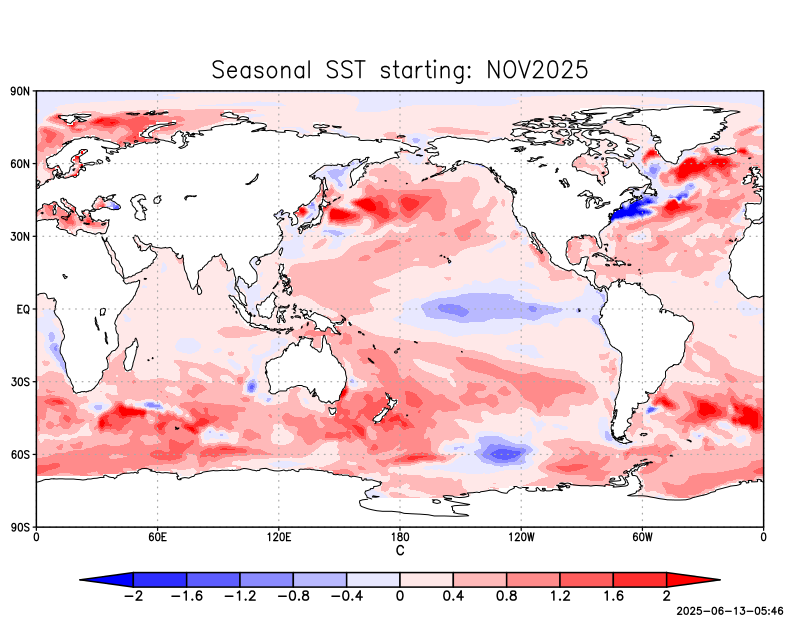 Seasonal SST starting: NOV2025
90N
60N
30N
EQ
30S
60S
90S
0 60E 120E 180 120W 60W 0
C
-2 -1.6 -1.2 -0.8 -0.4 0 0.4 0.8 1.2 1.6 2
2025-06-13-05:46